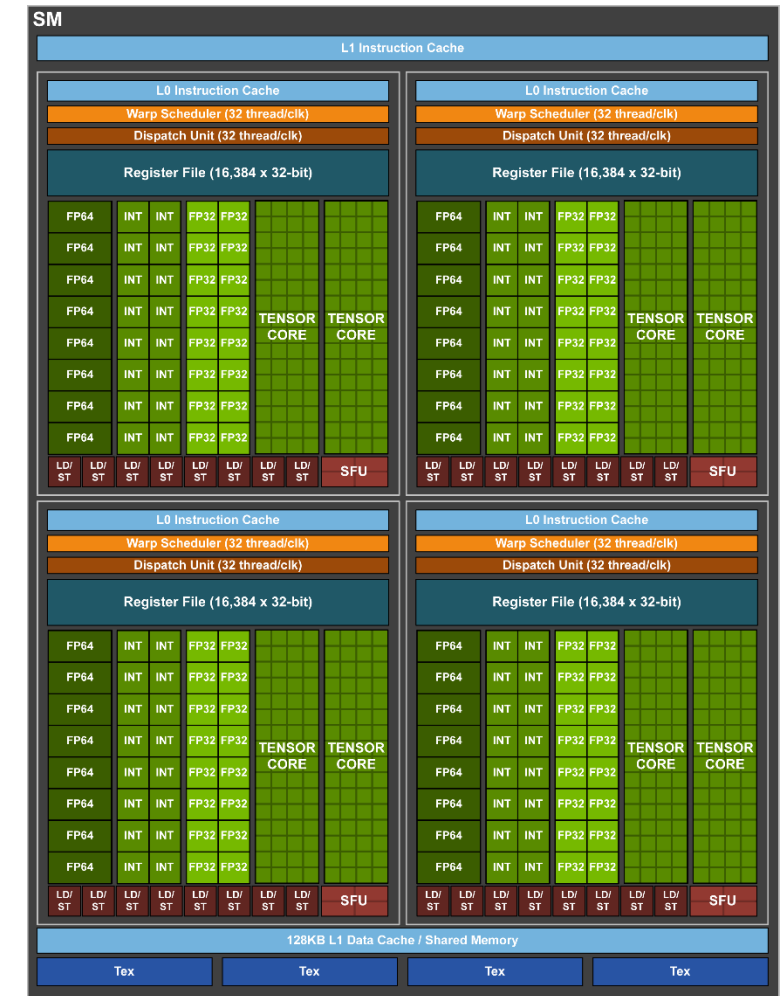 SM
L1 Instruction Cache
L0 Instruction Cache
Warp Scheduler (32 thread/clk)
Dispatch Unit (32 thread/clk)
Register File (16,384 x 32-bit)
FP64 INT INT FP32 FP32
FP64 INT INT FP32 FP32
FP64 INT INT FP32 FP32
FP64 INT INT FP32 FP32
FP64 INT INT FP32 FP32
FP64 INT INT FP32 FP32
FP64 INT INT FP32 FP32
FP64 INT INT FP32 FP32
TENSOR TENSOR
CORE CORE
LD/ LD/ LD/ LD/ LD/ LD/ LD/ LD/
ST ST ST ST ST ST ST ST
SFU
L0 Instruction Cache
Warp Scheduler (32 thread/clk)
Dispatch Unit (32 thread/clk)
Register File (16,384 x 32-bit)
FP64 INT INT FP32 FP32
FP64 INT INT FP32 FP32
FP64 INT INT FP32 FP32
FP64 INT INT FP32 FP32
FP64 INT INT FP32 FP32
FP64 INT INT FP32 FP32
FP64 INT INT FP32 FP32
FP64 INT INT FP32 FP32
TENSOR TENSOR
CORE CORE
LD/ LD/ LD/ LD/ LD/ LD/ LD/ LD/
ST ST ST ST ST ST ST ST
SFU
L0 Instruction Cache
Warp Scheduler (32 thread/clk)
Dispatch Unit (32 thread/clk)
Register File (16,384 x 32-bit)
FP64 INT INT FP32 FP32
FP64 INT INT FP32 FP32
FP64 INT INT FP32 FP32
FP64 INT INT FP32 FP32
FP64 INT INT FP32 FP32
FP64 INT INT FP32 FP32
FP64 INT INT FP32 FP32
FP64 INT INT FP32 FP32
TENSOR TENSOR
CORE CORE
LD/ LD/ LD/ LD/ LD/ LD/ LD/ LD/
ST ST ST ST ST ST ST ST
SFU
L0 Instruction Cache
Warp Scheduler (32 thread/clk)
Dispatch Unit (32 thread/clk)
Register File (16,384 x 32-bit)
FP64 INT INT FP32 FP32
FP64 INT INT FP32 FP32
FP64 INT INT FP32 FP32
FP64 INT INT FP32 FP32
FP64 INT INT FP32 FP32
FP64 INT INT FP32 FP32
FP64 INT INT FP32 FP32
FP64 INT INT FP32 FP32
TENSOR TENSOR
CORE CORE
LD/ LD/ LD/ LD/ LD/ LD/ LD/ LD/
ST ST ST ST ST ST ST ST
SFU
128KB L1 Data Cache / Shared Memory
Tex Tex Tex Tex